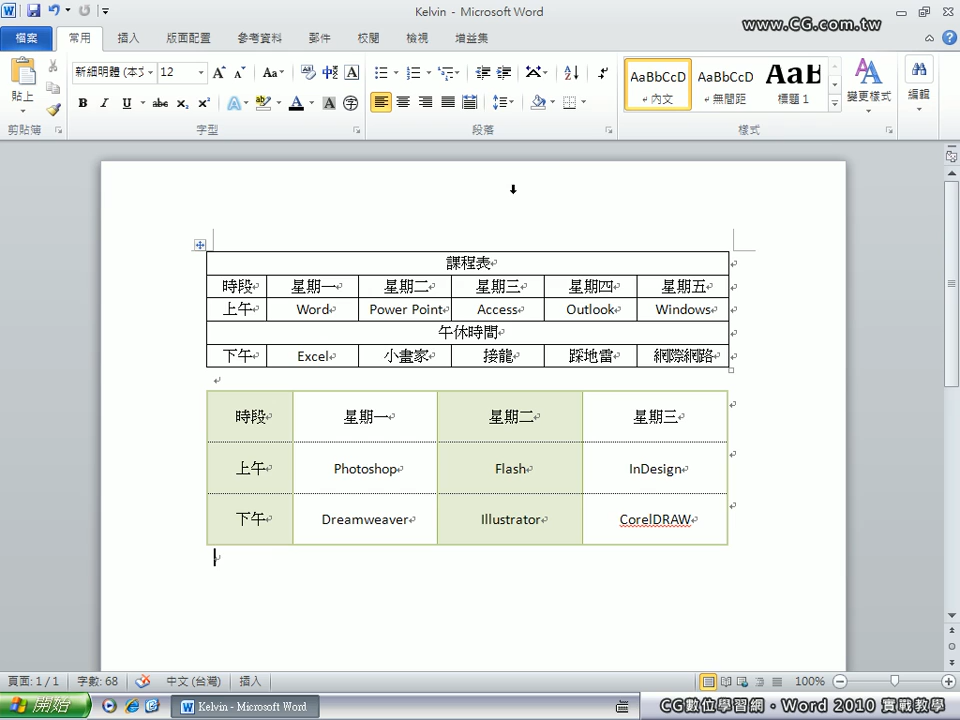 Kelvin - Microsoft Word
www.CG.com.tw
檔案 常用 插入 版面配置 參考資料 郵件 校閱 檢視 增益集
貼上
新細明體 (本文 12
AaBbCcD AaBbCcD AaB
內文 無間距 標題 1
變更樣式
編輯
剪貼簿 字型 段落 樣式
課程表
時段 星期一 星期二 星期三 星期四 星期五
上午 Word Power Point Access Outlook Windows
午休時間
下午 Excel 小畫家 接龍 踩地雷 網際網路
時段 星期一 星期二 星期三
上午 Photoshop Flash InDesign
下午 Dreamweaver Illustrator CorelDRAW
頁面: 1/1 字數: 68 中文 (台灣) 插入 100%
開始 Kelvin - Microsoft Word CG數位學習網・Word 2010 實戰教學